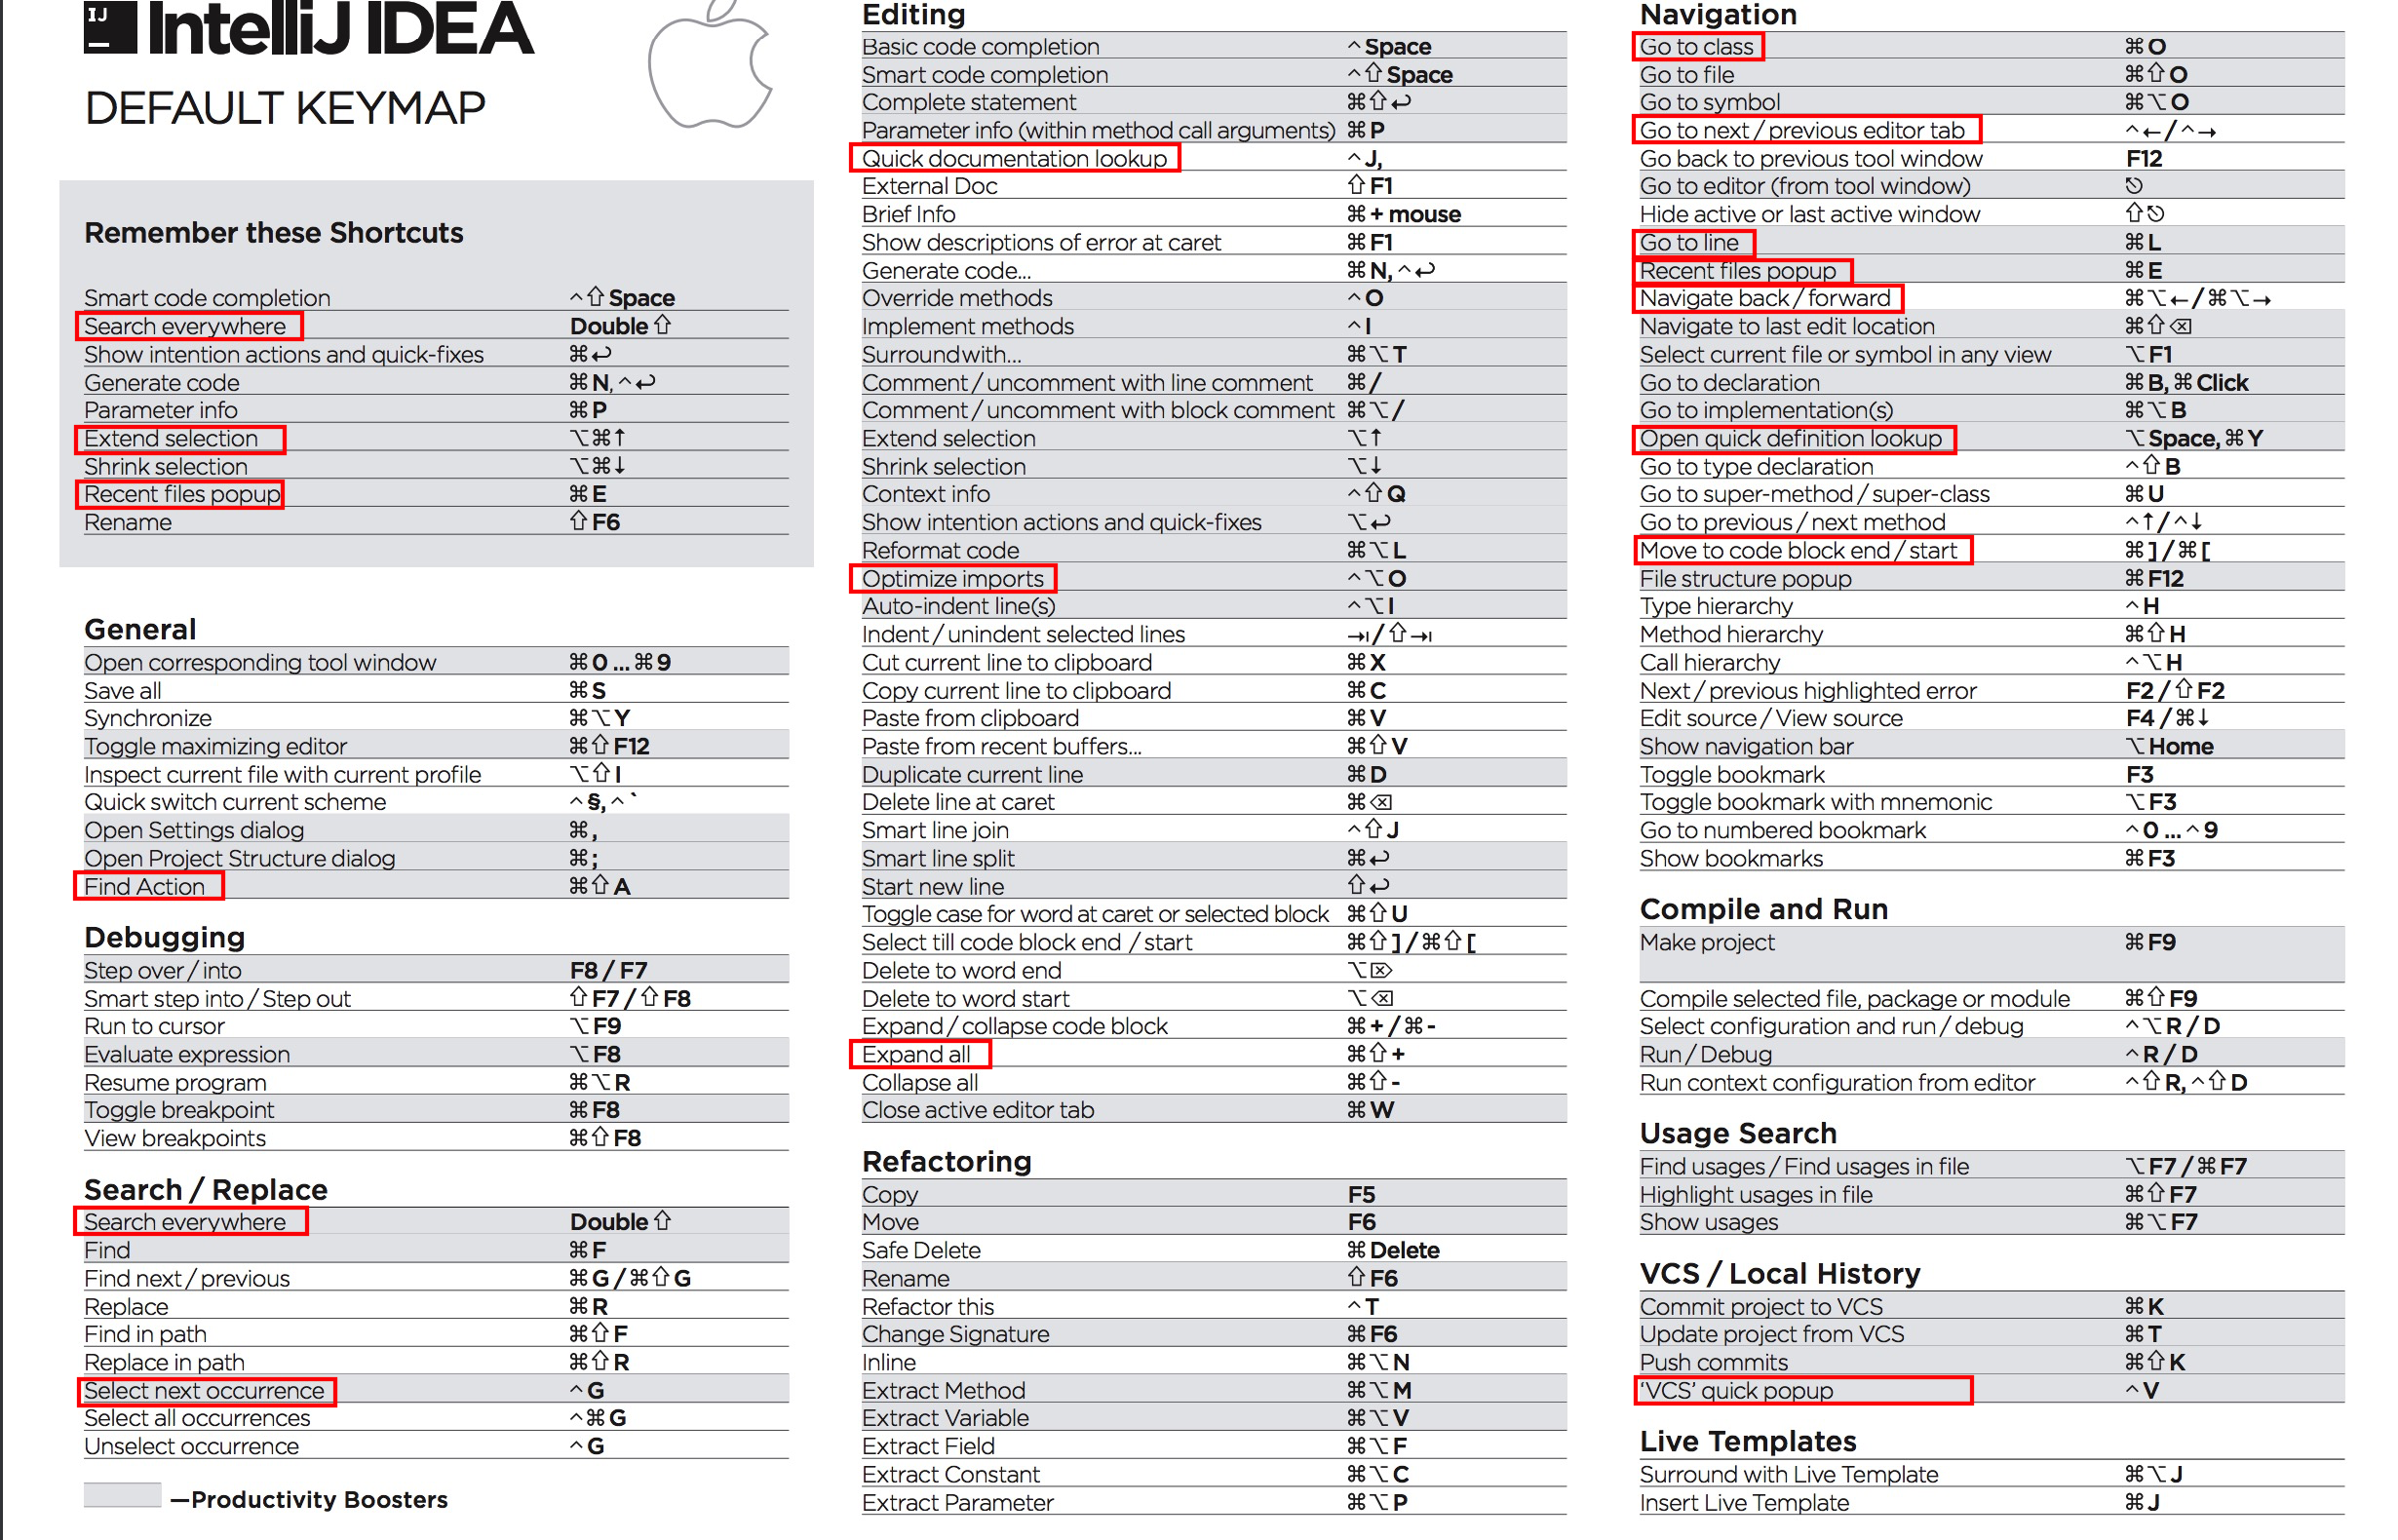 IJ IntelliJ IDEA
DEFAULT KEYMAP
Remember these Shortcuts
Smart code completion ^⇧Space
Search everywhere Double⇧
Show intention actions and quick-fixes ⌘↩
Generate code ⌘N, ^↩
Parameter info ⌘P
Extend selection ⌥⌘↑
Shrink selection ⌥⌘↓
Recent files popup ⌘E
Rename ⇧F6
General
Open corresponding tool window ⌘0...⌘9
Save all ⌘S
Synchronize ⌘⌥Y
Toggle maximizing editor ⌘⇧F12
Inspect current file with current profile ⌥⇧I
Quick switch current scheme ^§, ^`
Open Settings dialog ⌘,
Open Project Structure dialog ⌘;
Find Action ⌘⇧A
Debugging
Step over / into F8 / F7
Smart step into / Step out ⇧F7 / ⇧F8
Run to cursor ⌥F9
Evaluate expression ⌥F8
Resume program ⌘⌥R
Toggle breakpoint ⌘F8
View breakpoints ⌘⇧F8
Search / Replace
Search everywhere Double⇧
Find ⌘F
Find next / previous ⌘G / ⌘⇧G
Replace ⌘R
Find in path ⌘⇧F
Replace in path ⌘⇧R
Select next occurrence ^G
Select all occurrences ^⌘G
Unselect occurrence ^G
—Productivity Boosters
Editing
Basic code completion ^Space
Smart code completion ^⇧Space
Complete statement ⌘⇧↩
Parameter info (within method call arguments) ⌘P
Quick documentation lookup ^J,
External Doc ⇧F1
Brief Info ⌘+ mouse
Show descriptions of error at caret ⌘F1
Generate code... ⌘N, ^↩
Override methods ^O
Implement methods ^I
Surroundwith... ⌘⌥T
Comment / uncomment with line comment ⌘/
Comment / uncomment with block comment ⌘⌥/
Extend selection ⌥↑
Shrink selection ⌥↓
Context info ^⇧Q
Show intention actions and quick-fixes ⌥↩
Reformat code ⌘⌥L
Optimize imports ^⌥O
Auto-indent line(s) ^⌥I
Indent / unindent selected lines ⇥/⇧⇥
Cut current line to clipboard ⌘X
Copy current line to clipboard ⌘C
Paste from clipboard ⌘V
Paste from recent buffers... ⌘⇧V
Duplicate current line ⌘D
Delete line at caret ⌘⌫
Smart line join ^⇧J
Smart line split ⌘↩
Start new line ⇧↩
Toggle case for word at caret or selected block ⌘⇧U
Select till code block end / start ⌘⇧] / ⌘⇧[
Delete to word end ⌥⌦
Delete to word start ⌥⌫
Expand / collapse code block ⌘+ / ⌘-
Expand all ⌘⇧+
Collapse all ⌘⇧-
Close active editor tab ⌘W
Refactoring
Copy F5
Move F6
Safe Delete ⌘Delete
Rename ⇧F6
Refactor this ^T
Change Signature ⌘F6
Inline ⌘⌥N
Extract Method ⌘⌥M
Extract Variable ⌘⌥V
Extract Field ⌘⌥F
Extract Constant ⌘⌥C
Extract Parameter ⌘⌥P
Navigation
Go to class ⌘O
Go to file ⌘⇧O
Go to symbol ⌘⌥O
Go to next / previous editor tab ^← / ^→
Go back to previous tool window F12
Go to editor (from tool window) ⎋
Hide active or last active window ⇧⎋
Go to line ⌘L
Recent files popup ⌘E
Navigate back / forward ⌘⌥← / ⌘⌥→
Navigate to last edit location ⌘⇧⌫
Select current file or symbol in any view ⌥F1
Go to declaration ⌘B, ⌘Click
Go to implementation(s) ⌘⌥B
Open quick definition lookup ⌥Space, ⌘Y
Go to type declaration ^⇧B
Go to super-method / super-class ⌘U
Go to previous / next method ^↑ / ^↓
Move to code block end / start ⌘] / ⌘[
File structure popup ⌘F12
Type hierarchy ^H
Method hierarchy ⌘⇧H
Call hierarchy ^⌥H
Next / previous highlighted error F2 / ⇧F2
Edit source / View source F4 / ⌘↓
Show navigation bar ⌥Home
Toggle bookmark F3
Toggle bookmark with mnemonic ⌥F3
Go to numbered bookmark ^0...^9
Show bookmarks ⌘F3
Compile and Run
Make project ⌘F9
Compile selected file, package or module ⌘⇧F9
Select configuration and run / debug ^⌥R / D
Run / Debug ^R / D
Run context configuration from editor ^⇧R, ^⇧D
Usage Search
Find usages / Find usages in file ⌥F7 / ⌘F7
Highlight usages in file ⌘⇧F7
Show usages ⌘⌥F7
VCS / Local History
Commit project to VCS ⌘K
Update project from VCS ⌘T
Push commits ⌘⇧K
‘VCS’ quick popup ^V
Live Templates
Surround with Live Template ⌘⌥J
Insert Live Template ⌘J